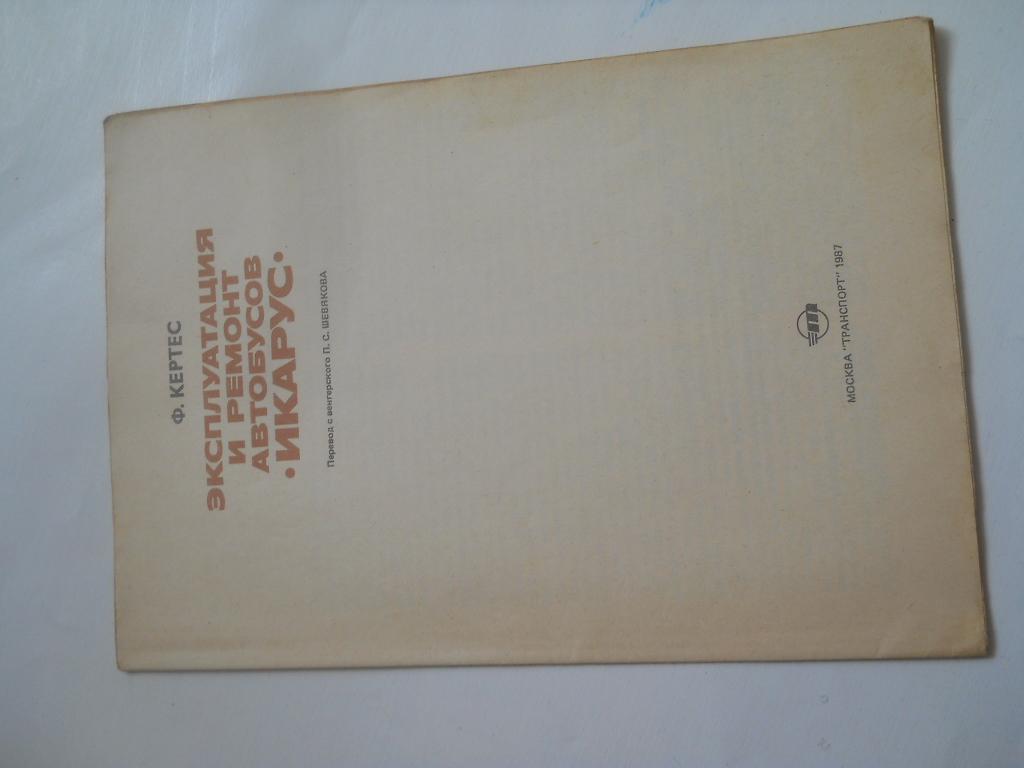 Ф. КЕРТЕС
ЭКСПЛУАТАЦИЯ
И РЕМОНТ
АВТОБУСОВ
·ИКАРУС·
Перевод с венгерского П. С. ШЕВЯКОВА
МОСКВА "ТРАНСПОРТ" 1987